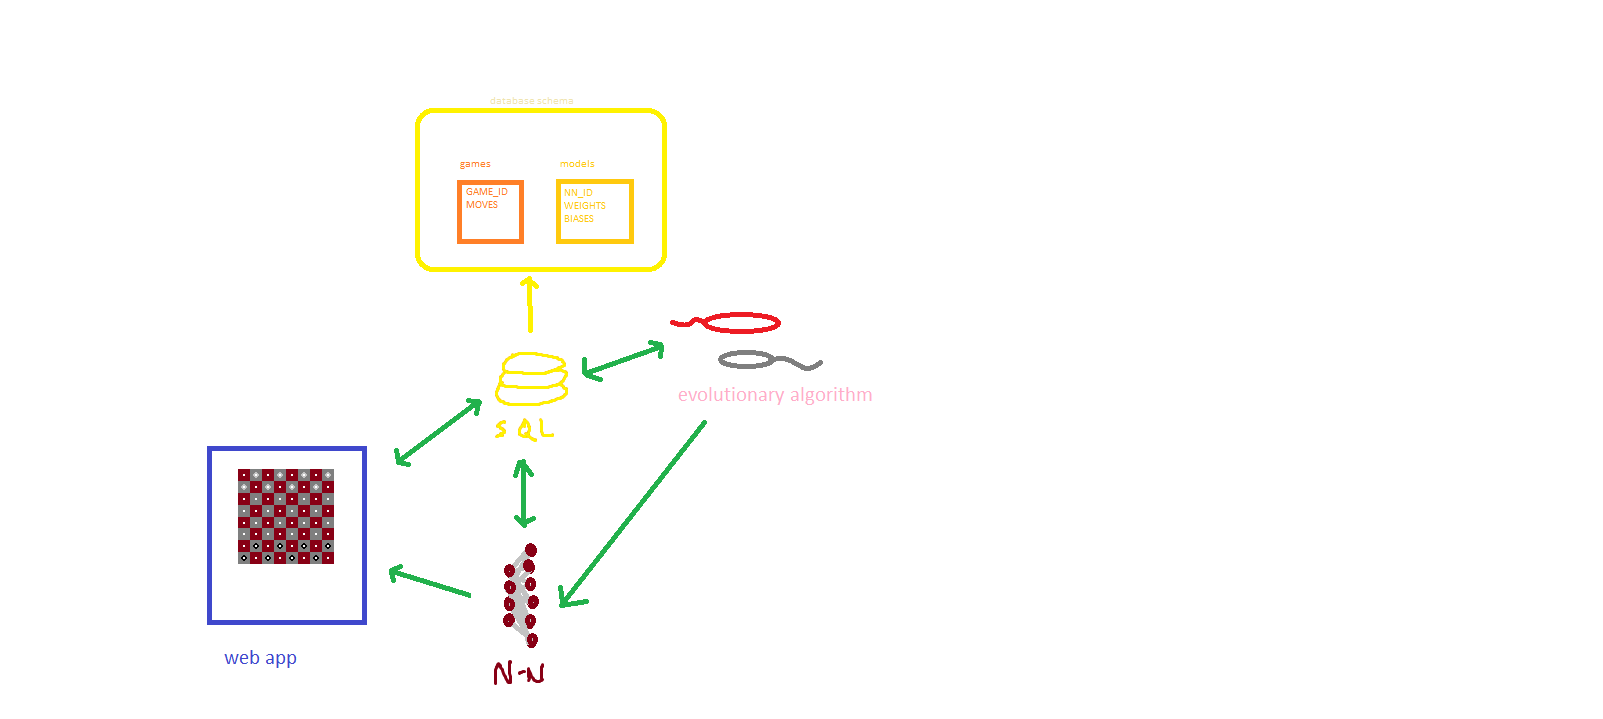 database schema
games
GAME_ID
MOVES
models
NN_ID
WEIGHTS
BIASES
evolutionary algorithm
SQL
web app
N-N